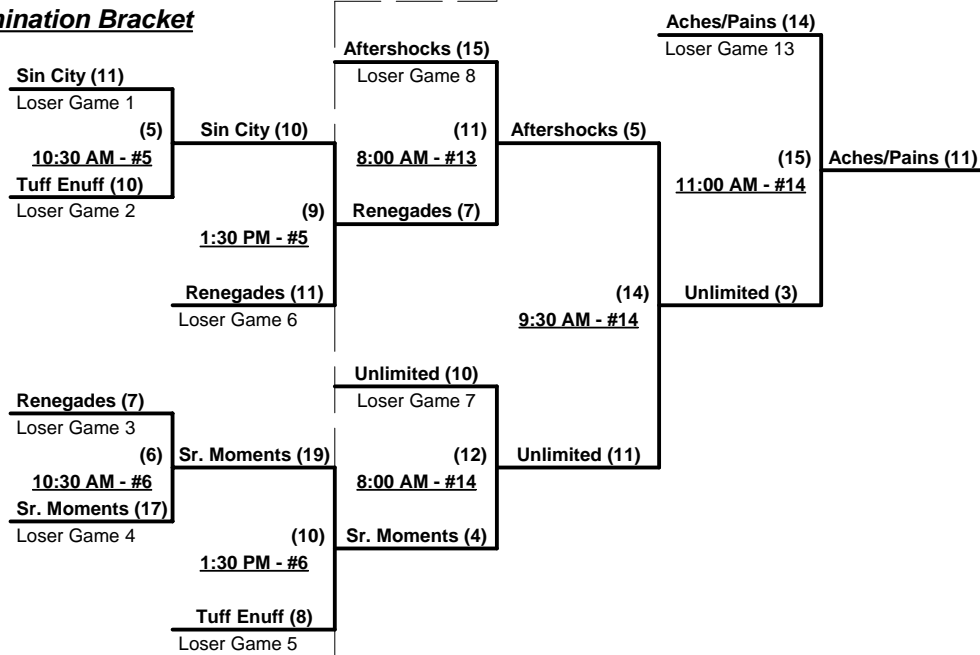 mination Bracket
Aches/Pains (14)
Loser Game 13
Aftershocks (15)
Loser Game 8
Sin City (11)
Loser Game 1
(5)
10:30 AM - #5
Tuff Enuff (10)
Loser Game 2
Sin City (10)
(11)
8:00 AM - #13
Aftershocks (5)
(15)
11:00 AM - #14
Aches/Pains (11)
(9)
1:30 PM - #5
Renegades (7)
Renegades (11)
Loser Game 6
(14)
9:30 AM - #14
Unlimited (3)
Unlimited (10)
Loser Game 7
Renegades (7)
Loser Game 3
(6)
10:30 AM - #6
Sr. Moments (17)
Loser Game 4
Sr. Moments (19)
(12)
8:00 AM - #14
Unlimited (11)
(10)
1:30 PM - #6
Sr. Moments (4)
Tuff Enuff (8)
Loser Game 5